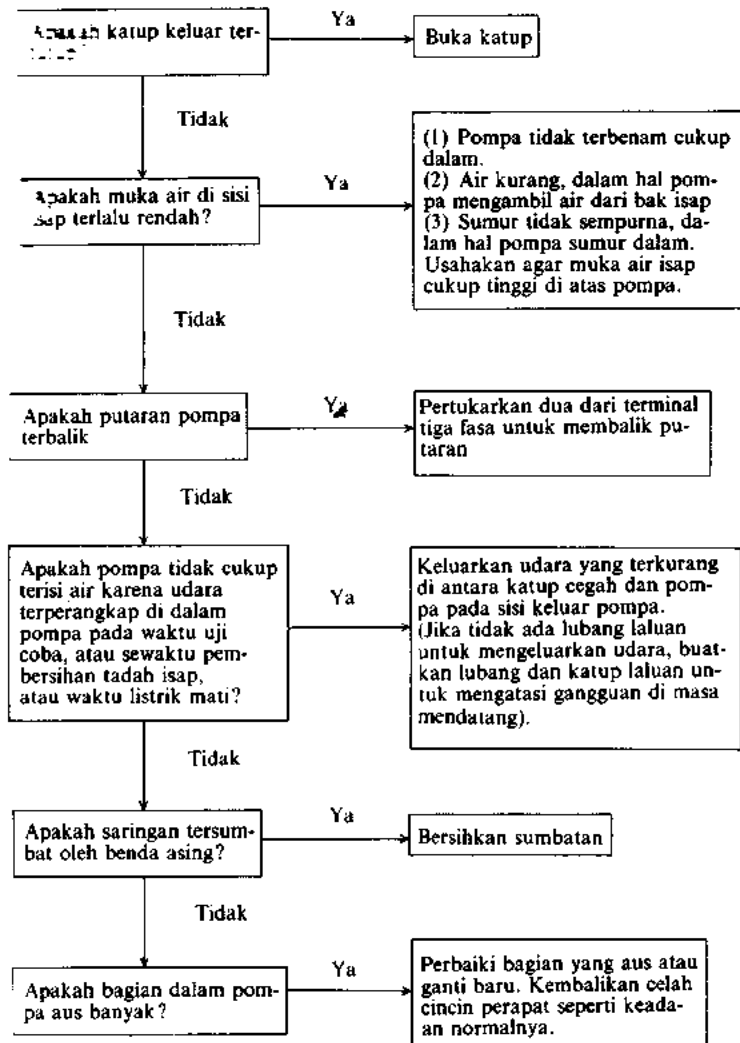 Apakah katup keluar ter-
Ya
Buka katup
Tidak
Apakah muka air di sisi
isap terlalu rendah?
Ya
(1) Pompa tidak terbenam cukup
dalam.
(2) Air kurang, dalam hal pom-
pa mengambil air dari bak isap
(3) Sumur tidak sempurna, da-
lam hal pompa sumur dalam.
Usahakan agar muka air isap
cukup tinggi di atas pompa.
Tidak
Apakah putaran pompa
terbalik
Ya
Pertukarkan dua dari terminal
tiga fasa untuk membalik pu-
taran
Tidak
Apakah pompa tidak cukup
terisi air karena udara
terperangkap di dalam
pompa pada waktu uji
coba, atau sewaktu pem-
bersihan tadah isap,
atau waktu listrik mati?
Ya
Keluarkan udara yang terkurang
di antara katup cegah dan pom-
pa pada sisi keluar pompa.
(Jika tidak ada lubang laluan
untuk mengeluarkan udara, buat-
kan lubang dan katup laluan un-
tuk mengatasi gangguan di masa
mendatang).
Tidak
Apakah saringan tersum-
bat oleh benda asing?
Ya
Bersihkan sumbatan
Tidak
Apakah bagian dalam pom-
pa aus banyak?
Ya
Perbaiki bagian yang aus atau
ganti baru. Kembalikan celah
cincin perapat seperti keada-
an normalnya.